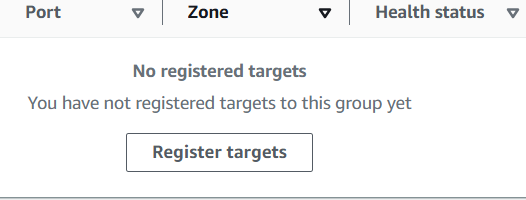 Port Zone Health status
No registered targets
You have not registered targets to this group yet
Register targets